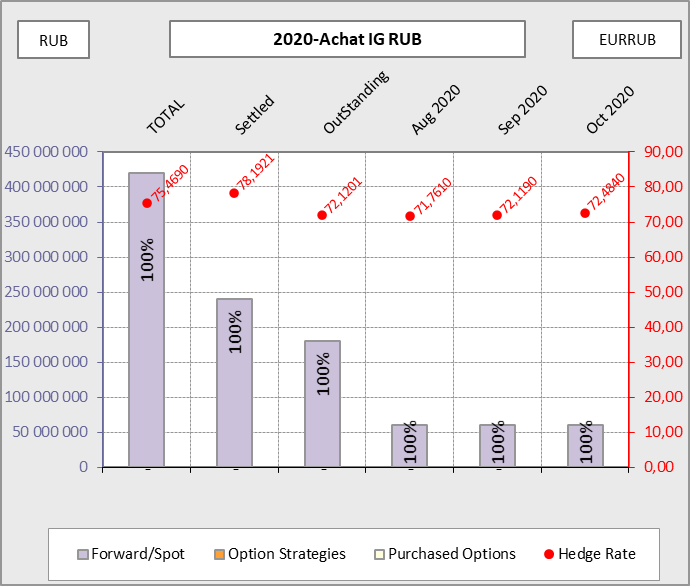 RUB
2020-Achat IG RUB
EURRUB
TOTAL
Settled
OutStanding
Aug 2020
Sep 2020
Oct 2020
450 000 000
400 000 000
350 000 000
300 000 000
250 000 000
200 000 000
150 000 000
100 000 000
50 000 000
0
75,4690
78,1921
72,1201
71,7610
72,1190
72,4840
100%
100%
100%
100%
100%
100%
90,00
80,00
70,00
60,00
50,00
40,00
30,00
20,00
10,00
0,00
Forward/Spot
Option Strategies
Purchased Options
Hedge Rate